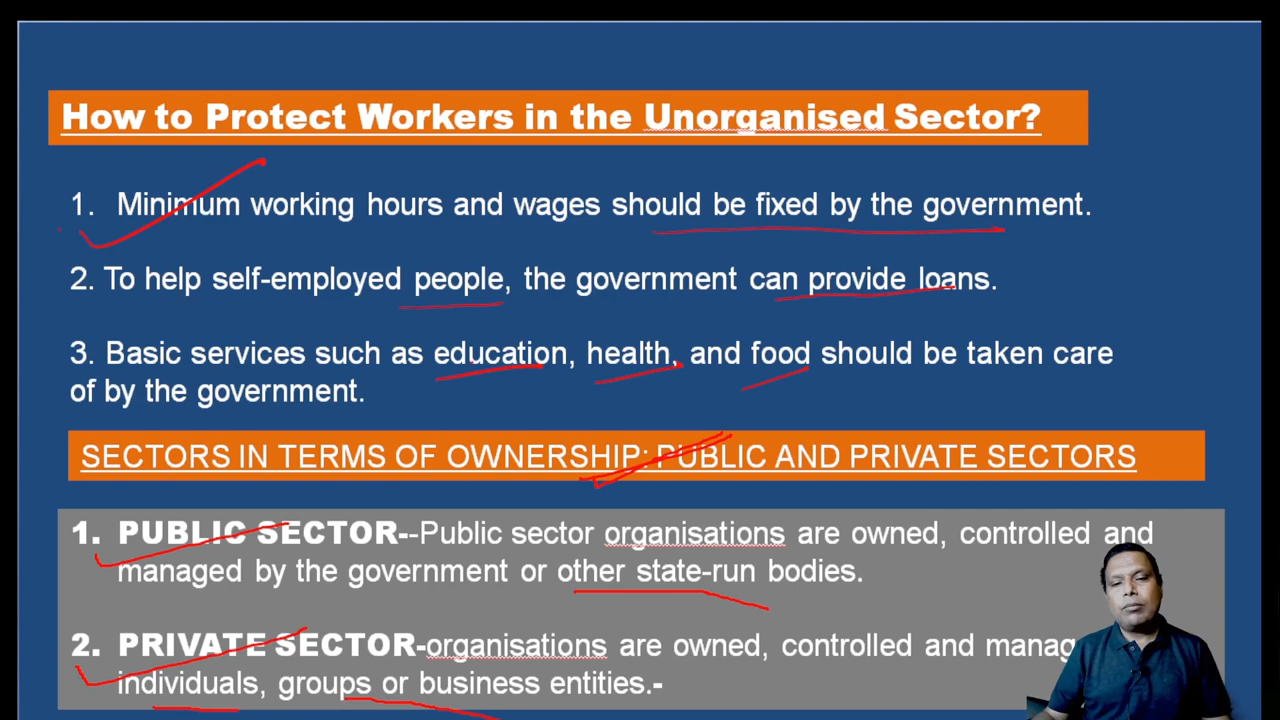 How to Protect Workers in the Unorganised Sector?
1. Minimum working hours and wages should be fixed by the government.
2. To help self-employed people, the government can provide loans.
3. Basic services such as education, health, and food should be taken care
of by the government.
SECTORS IN TERMS OF OWNERSHIP: PUBLIC AND PRIVATE SECTORS
1. PUBLIC SECTOR--Public sector organisations are owned, controlled and
managed by the government or other state-run bodies.
2. PRIVATE SECTOR-organisations are owned, controlled and
individuals, groups or business entities.-